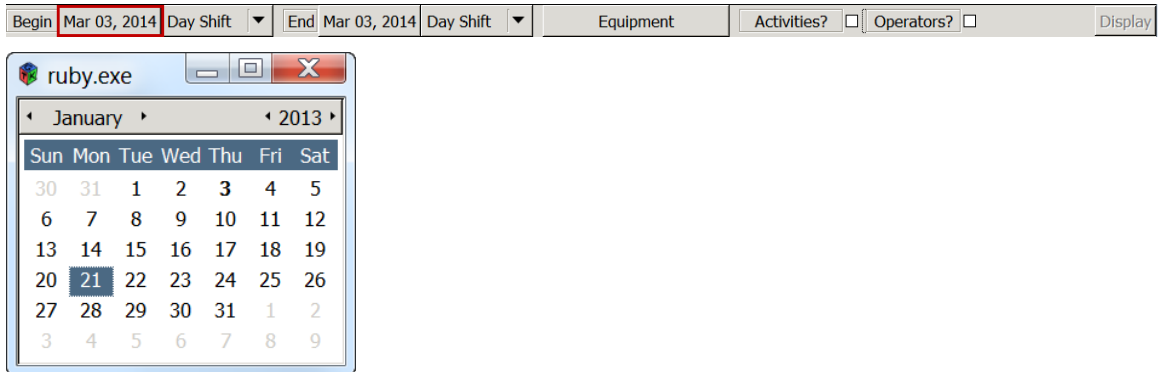 Begin Mar 03, 2014 Day Shift End Mar 03, 2014 Day Shift Equipment Activities? Operators? Display
ruby.exe
January 2013
Sun Mon Tue Wed Thu Fri Sat
30 31 1 2 3 4 5
6 7 8 9 10 11 12
13 14 15 16 17 18 19
20 21 22 23 24 25 26
27 28 29 30 31 1 2
3 4 5 6 7 8 9